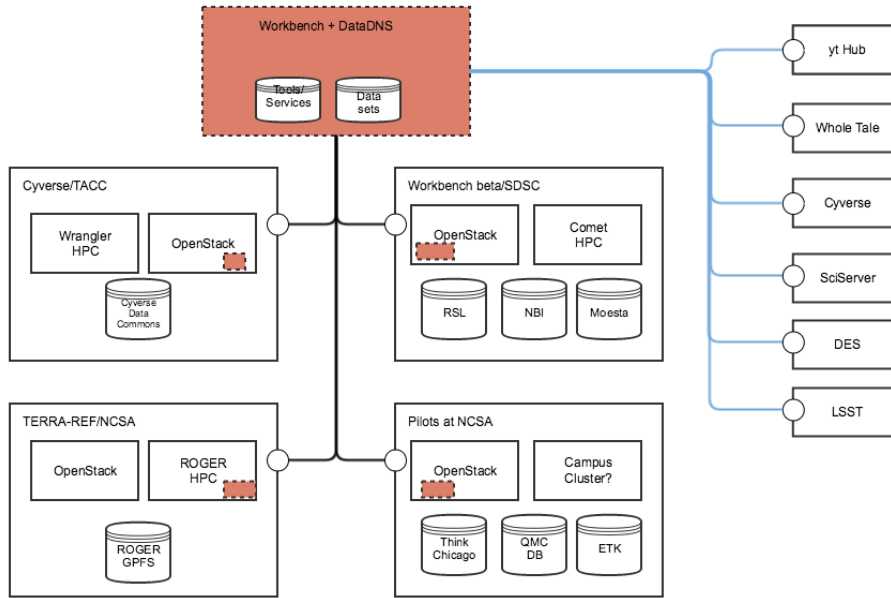 Workbench + DataDNS
Tools/
Services
Data
sets
yt Hub
Whole Tale
Cyverse
SciServer
DES
LSST
Cyverse/TACC
Wrangler
HPC
OpenStack
Cyverse
Data
Commons
Workbench beta/SDSC
OpenStack
Comet
HPC
RSL
NBI
Moesta
TERRA-REF/NCSA
OpenStack
ROGER
HPC
ROGER
GPFS
Pilots at NCSA
OpenStack
Campus
Cluster?
Think
Chicago
QMC
DB
ETK